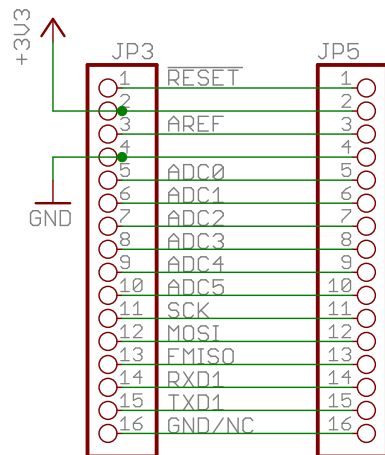 +3V3
JP3 JP5
1 RESET 1
2 2
3 AREF 3
4 4
5 ADC0 5
GND
6 ADC1 6
7 ADC2 7
8 ADC3 8
9 ADC4 9
10 ADC5 10
11 SCK 11
12 MOSI 12
13 FMISO 13
14 RXD1 14
15 TXD1 15
16 GND/NC 16